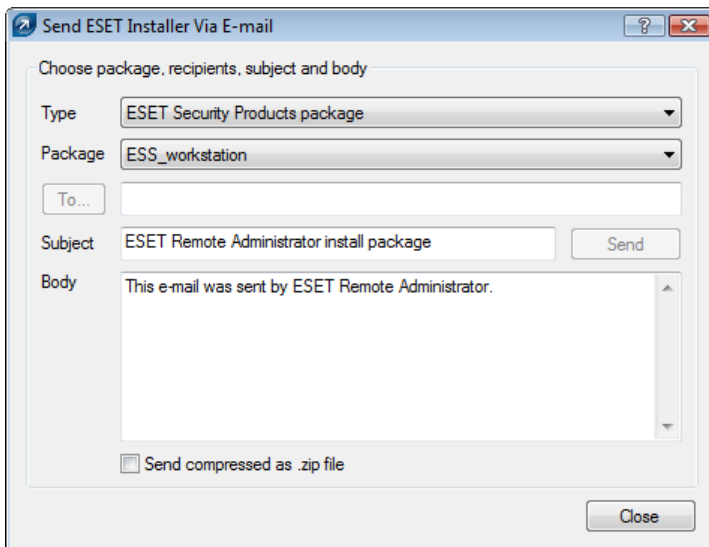 Send ESET Installer Via E-mail
Choose package, recipients, subject and body
Type ESET Security Products package
Package ESS_workstation
To...
Subject ESET Remote Administrator install package Send
Body This e-mail was sent by ESET Remote Administrator.
Send compressed as .zip file
Close